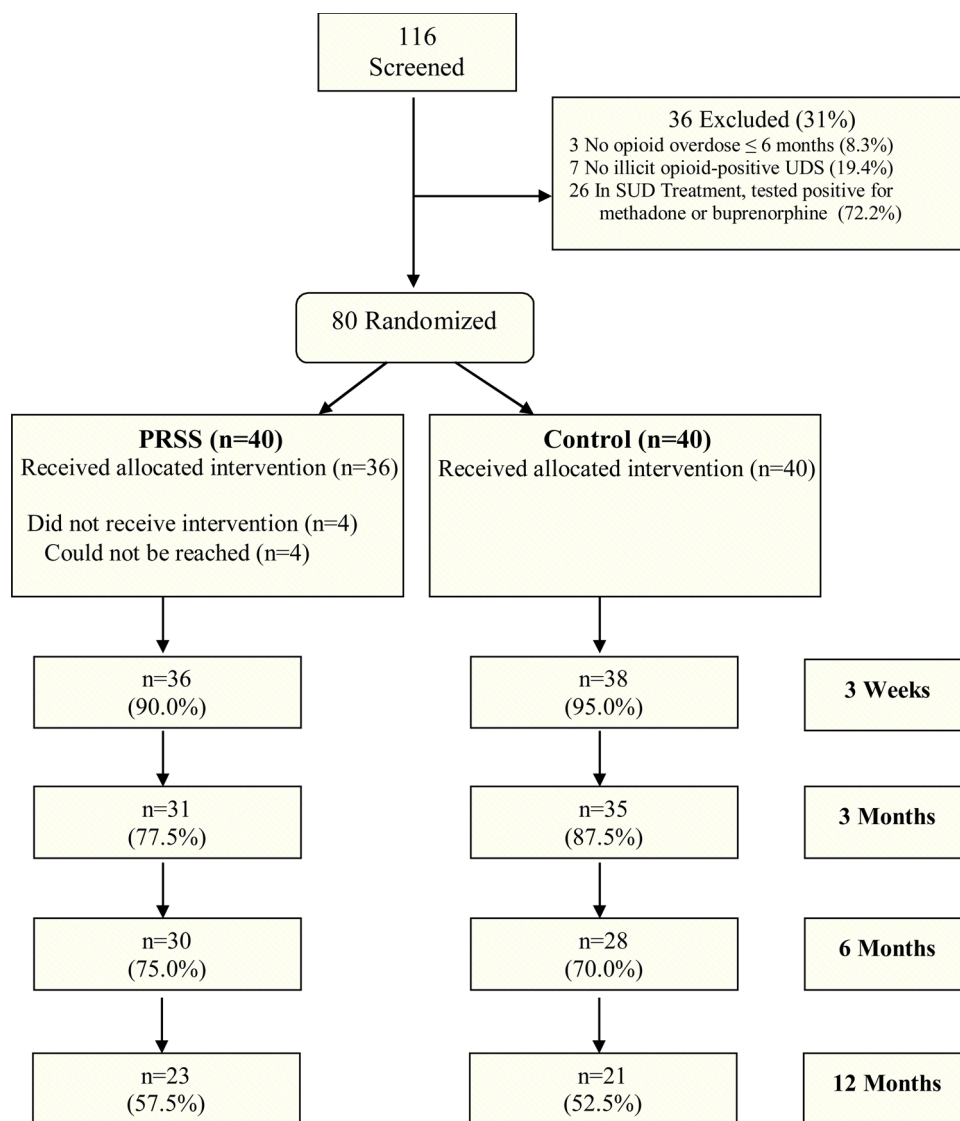 116
Screened
36 Excluded (31%)
3 No opioid overdose ≤ 6 months (8.3%)
7 No illicit opioid-positive UDS (19.4%)
26 In SUD Treatment, tested positive for
methadone or buprenorphine (72.2%)
80 Randomized
PRSS (n=40)
Received allocated intervention (n=36)
Did not receive intervention (n=4)
Could not be reached (n=4)
Control (n=40)
Received allocated intervention (n=40)
n=36
(90.0%)
n=38
(95.0%)
3 Weeks
n=31
(77.5%)
n=35
(87.5%)
3 Months
n=30
(75.0%)
n=28
(70.0%)
6 Months
n=23
(57.5%)
n=21
(52.5%)
12 Months